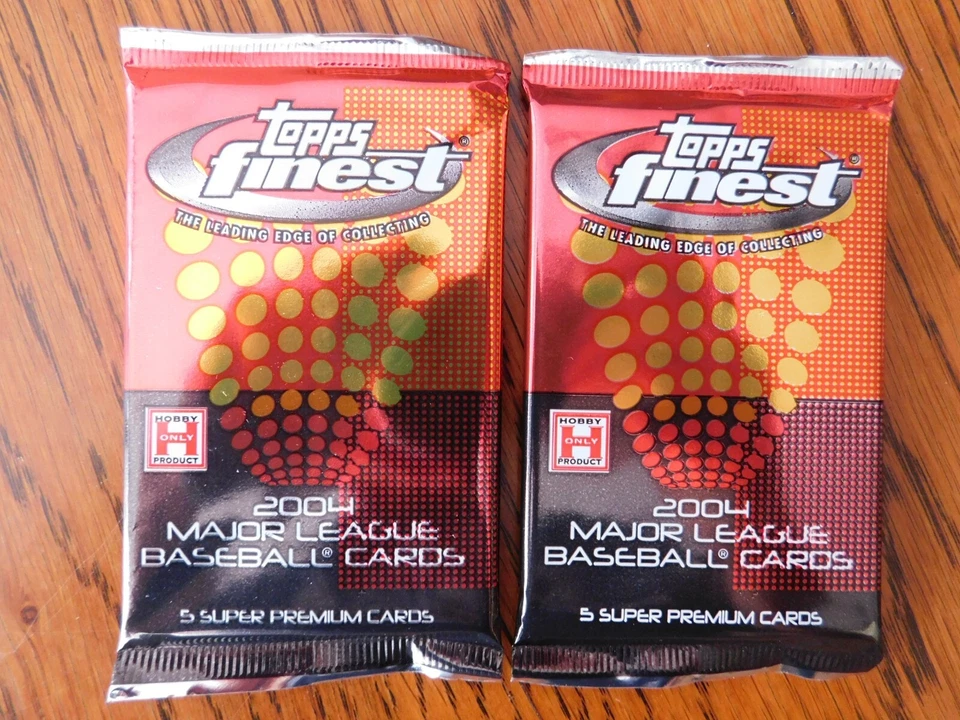 topps
finest®
THE LEADING EDGE OF COLLECTING
HOBBY
ONLY
PRODUCT
2004
MAJOR LEAGUE
BASEBALL® CARDS
5 SUPER PREMIUM CARDS
topps
finest®
THE LEADING EDGE OF COLLECTING
HOBBY
ONLY
PRODUCT
2004
MAJOR LEAGUE
BASEBALL® CARDS
5 SUPER PREMIUM CARDS